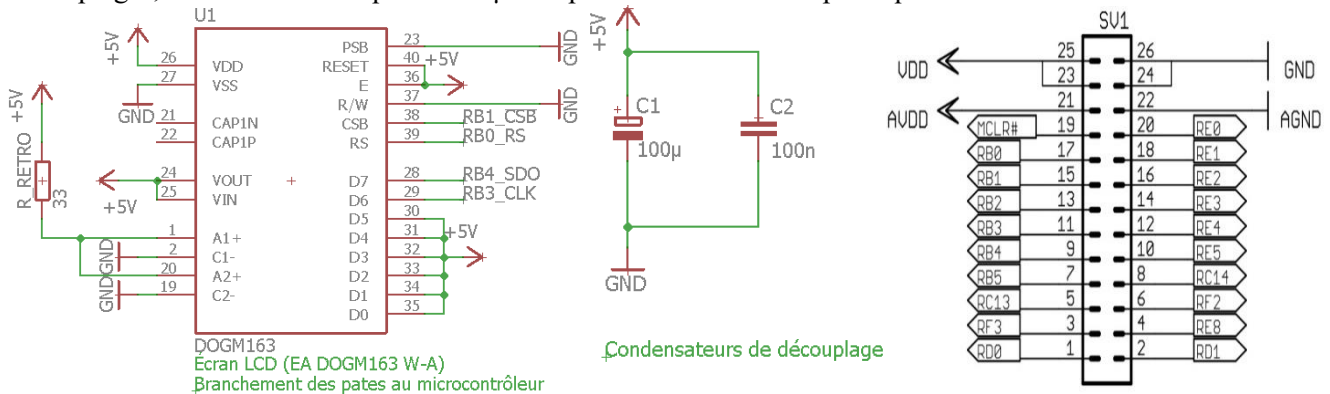 U1
+5V
26 VDD
27 VSS
GND
21 CAP1N
22 CAP1P
24 VOUT
25 VIN
+5V
+5V
R_RETRO
33
1 A1+
2 C1-
20 A2+
19 C2-
GND
GND
PSB 23
GND
RESET 40
+5V
E 36
R/W 37
GND
CSB 38 RB1_CSB
RS 39 RB0_RS
D7 28 RB4_SDO
D6 29 RB3_CLK
D5 30
D4 31
+5V
D3 32
D2 33
D1 34
D0 35
DOGM163
Écran LCD (EA DOGM163 W-A)
Branchement des pates au microcontrôleur
+5V
C1
100µ
C2
100n
GND
Condensateurs de découplage
SV1
VDD 25 26 GND
23 24
AVDD 21 22 AGND
MCLR# 19 20 RE0
RB0 17 18 RE1
RB1 15 16 RE2
RB2 13 14 RE3
RB3 11 12 RE4
RB4 9 10 RE5
RB5 7 8 RC14
RC13 5 6 RF2
RF3 3 4 RE8
RD0 1 2 RD1